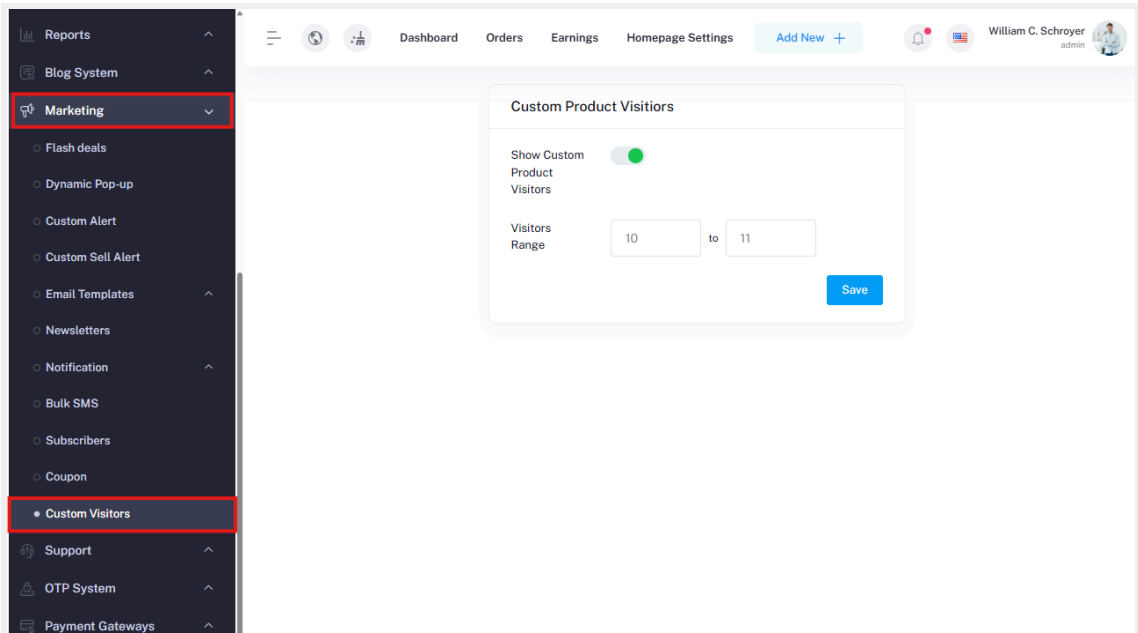 Reports
Blog System
Marketing
Flash deals
Dynamic Pop-up
Custom Alert
Custom Sell Alert
Email Templates
Newsletters
Notification
Bulk SMS
Subscribers
Coupon
Custom Visitors
Support
OTP System
Payment Gateways
Dashboard Orders Earnings Homepage Settings Add New +
William C. Schroyer
admin
Custom Product Visitiors
Show Custom
Product
Visitors
Visitors
Range
10 to 11
Save